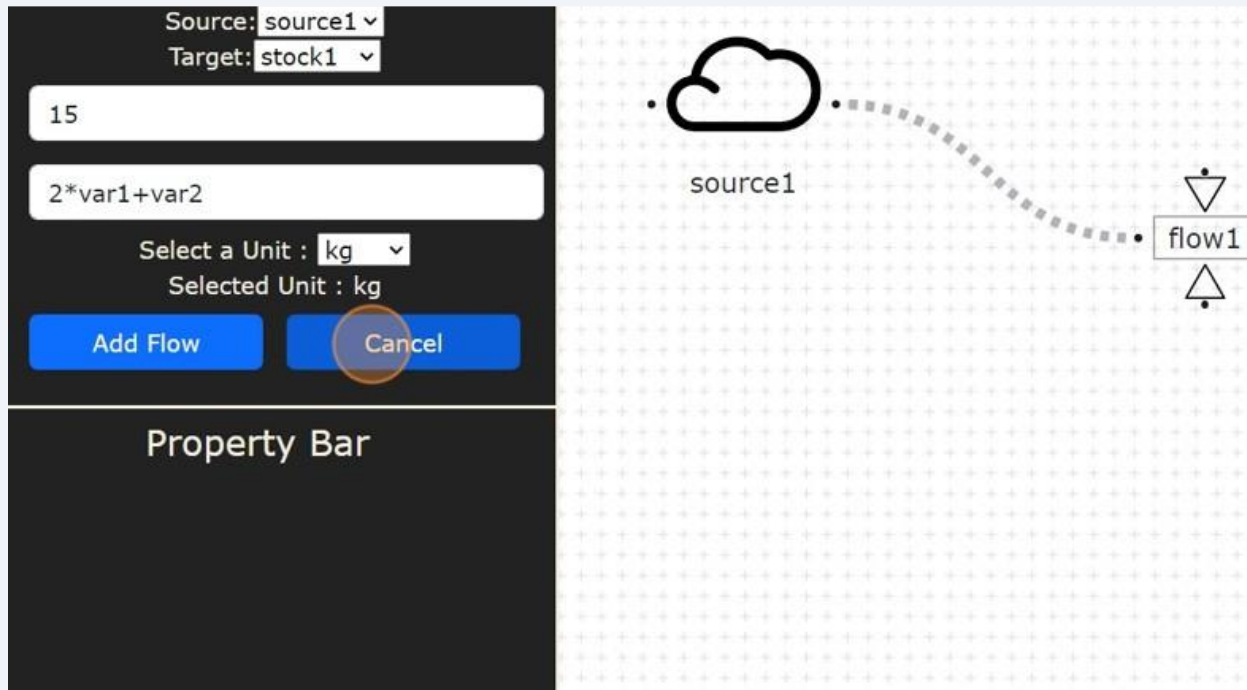 Source: source1
Target: stock1
15
2*var1+var2
Select a Unit : kg
Selected Unit : kg
Add Flow Cancel
Property Bar
source1
flow1